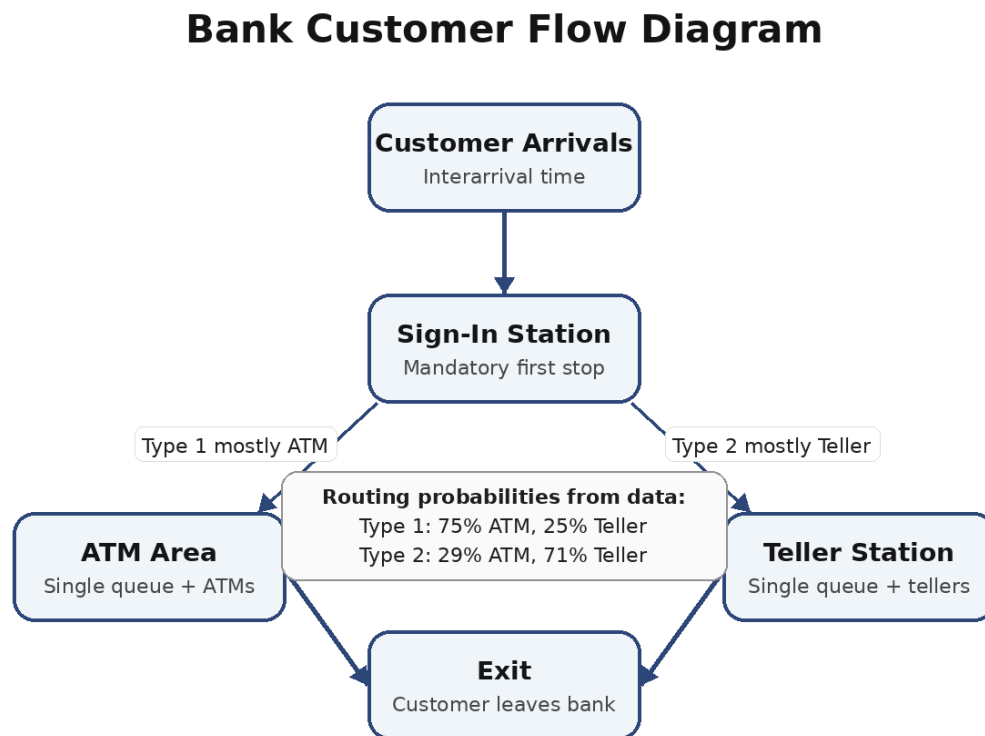 Bank Customer Flow Diagram
Customer Arrivals
Interarrival time
Sign-In Station
Mandatory first stop
Type 1 mostly ATM
Type 2 mostly Teller
Routing probabilities from data:
Type 1: 75% ATM, 25% Teller
Type 2: 29% ATM, 71% Teller
ATM Area
Single queue + ATMs
Teller Station
Single queue + tellers
Exit
Customer leaves bank